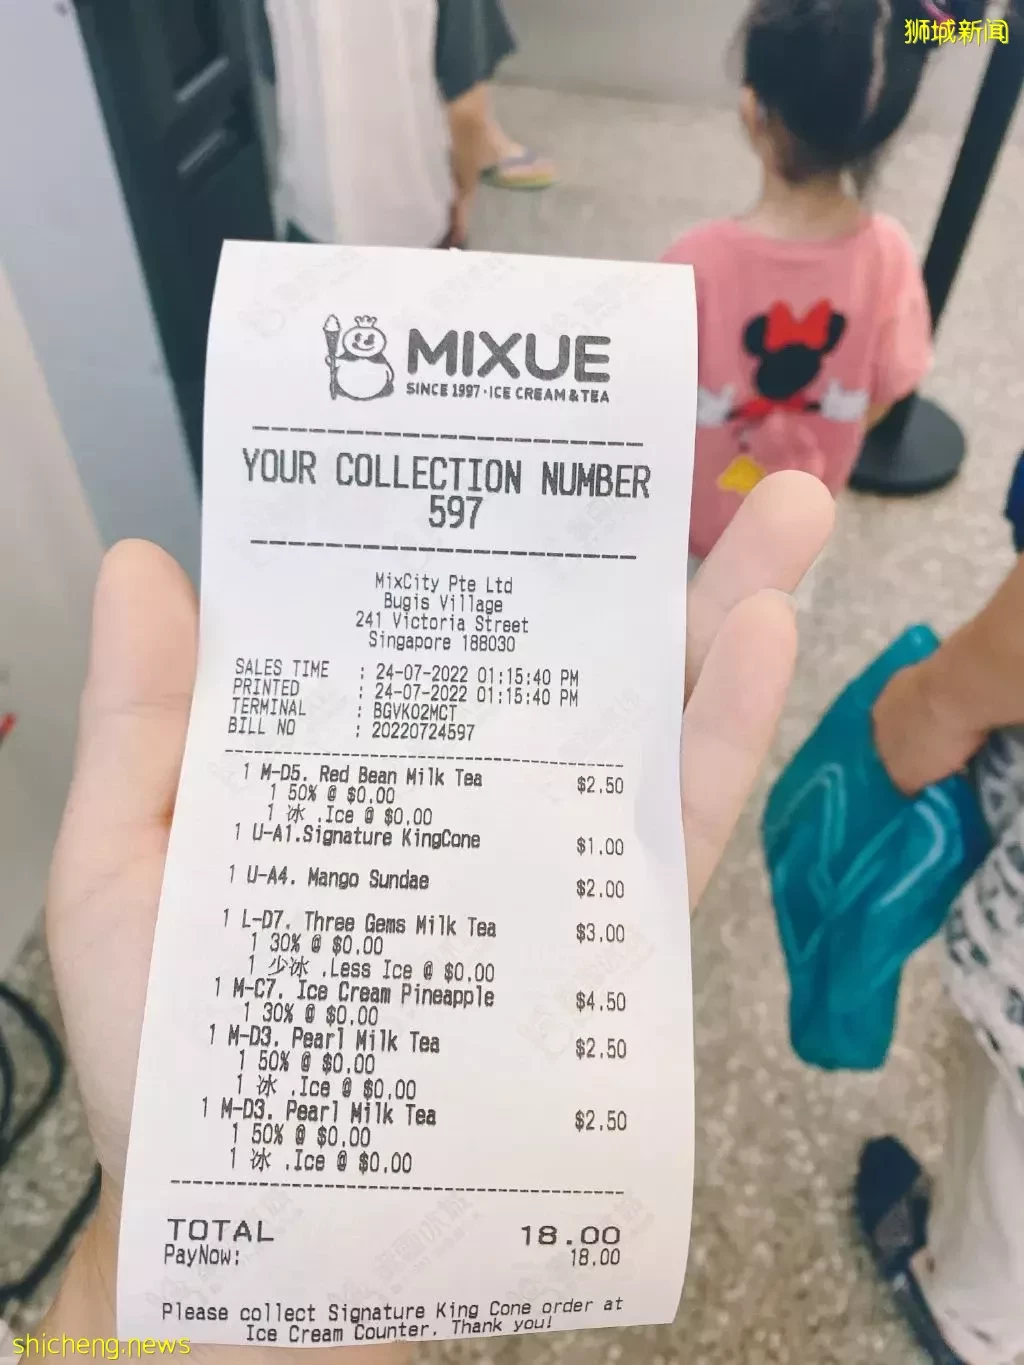 狮城新闻
MIXUE
SINCE 1997·ICE CREAM & TEA
YOUR COLLECTION NUMBER
597
MixCity Pte Ltd
Bugis Village
241 Victoria Street
Singapore 188030
SALES TIME : 24-07-2022 01:15:40 PM
PRINTED : 24-07-2022 01:15:40 PM
TERMINAL : BGVK02MCT
BILL NO : 20220724597
1 M-D5. Red Bean Milk Tea $2.50
1 50% @ $0.00
1 冰 .Ice @ $0.00
1 U-A1.Signature KingCone $1.00
1 U-A4. Mango Sundae $2.00
1 L-D7. Three Gems Milk Tea $3.00
1 30% @ $0.00
1 少冰 .Less Ice @ $0.00
1 M-C7. Ice Cream Pineapple $4.50
1 30% @ $0.00
1 M-D3. Pearl Milk Tea $2.50
1 50% @ $0.00
1 冰 .Ice @ $0.00
1 M-D3. Pearl Milk Tea $2.50
1 50% @ $0.00
1 冰 .Ice @ $0.00
TOTAL 18.00
PayNow: 18.00
Please collect Signature King Cone order at
Ice Cream Counter. Thank you!
shicheng.news